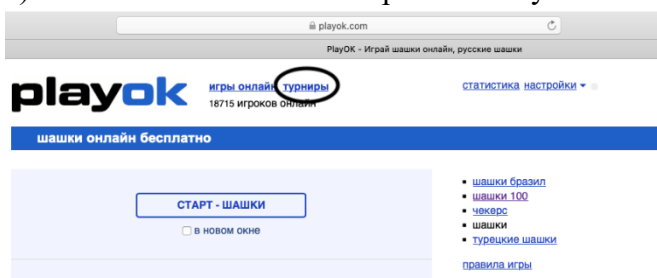 playok.com
PlayOK - Играй шашки онлайн, русские шашки
playok
игры онлайн турниры
18715 игроков онлайн
статистика настройки
шашки онлайн бесплатно
СТАРТ - ШАШКИ
в новом окне
шашки бразил
шашки 100
чекерс
шашки
турецкие шашки
правила игры